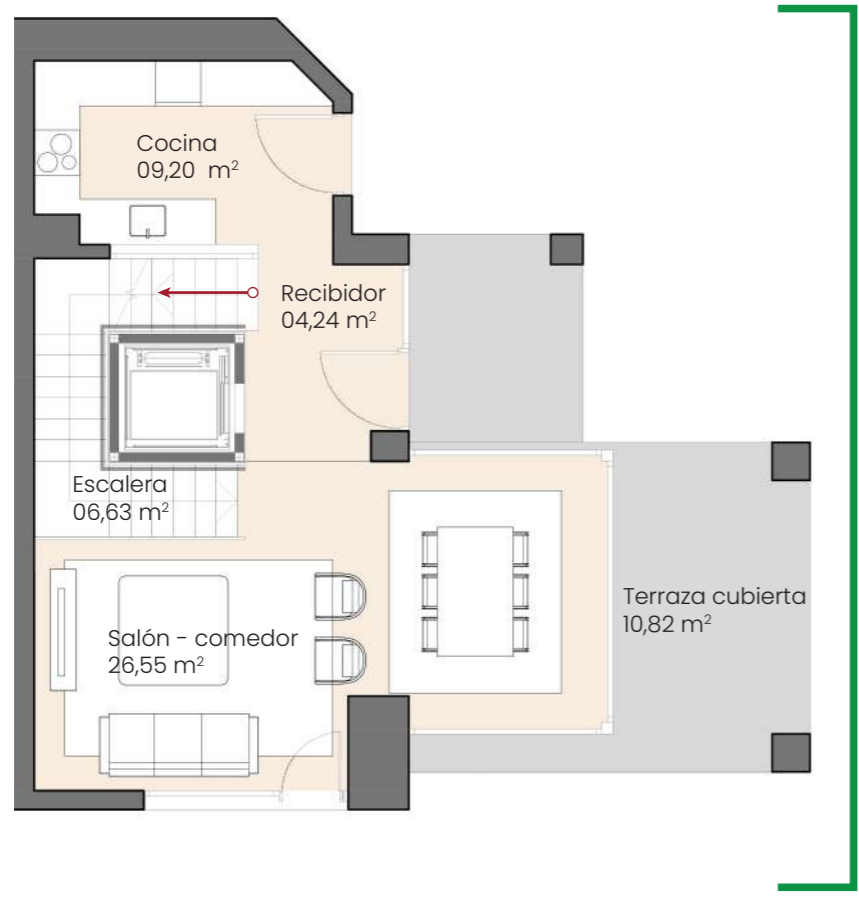 Cocina
09,20 m²
Recibidor
04,24 m²
Escalera
06,63 m²
Terraza cubierta
10,82 m²
Salón - comedor
26,55 m²